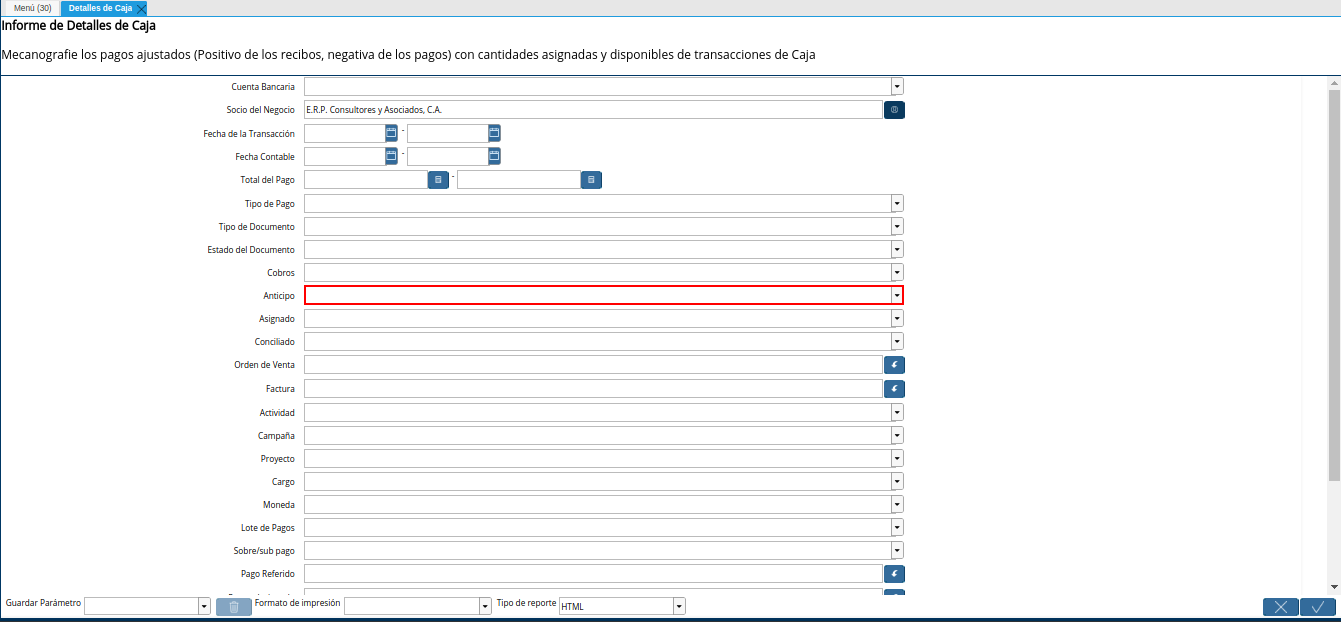 Menú (30)
Detalles de Caja
Informe de Detalles de Caja
Mecanografie los pagos ajustados (Positivo de los recibos, negativa de los pagos) con cantidades asignadas y disponibles de transacciones de Caja
Cuenta Bancaria
Socio del Negocio E.R.P. Consultores y Asociados, C.A.
Fecha de la Transacción -
Fecha Contable -
Total del Pago -
Tipo de Pago
Tipo de Documento
Estado del Documento
Cobros
Anticipo
Asignado
Conciliado
Orden de Venta
Factura
Actividad
Campaña
Proyecto
Cargo
Moneda
Lote de Pagos
Sobre/sub pago
Pago Referido
Guardar Parámetro
Formato de impresión
Tipo de reporte HTML